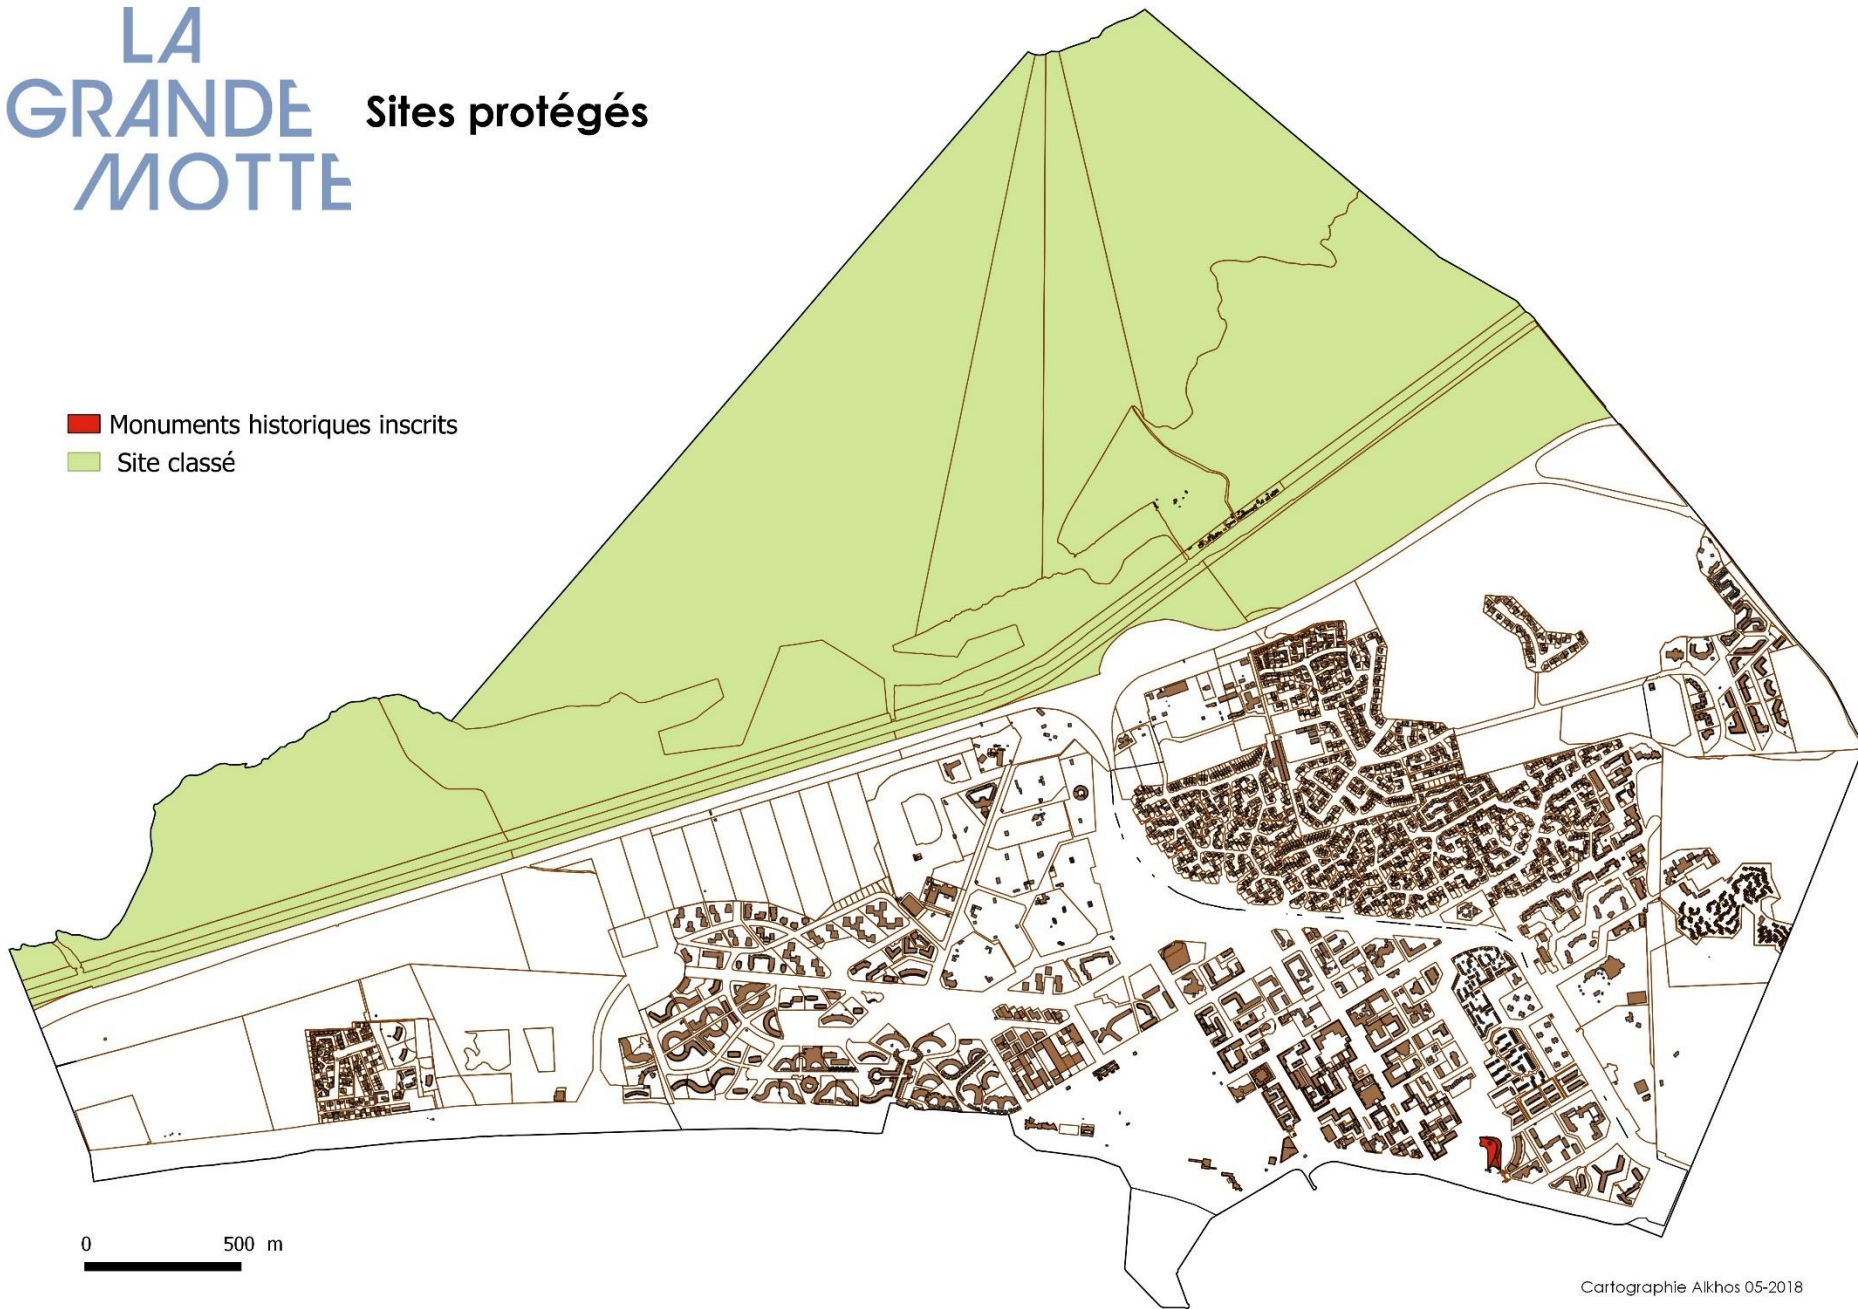 LA
GRANDE
MOTTE
Sites protégés
Monuments historiques inscrits
Site classé
0 500 m
Cartographie Alkhos 05-2018